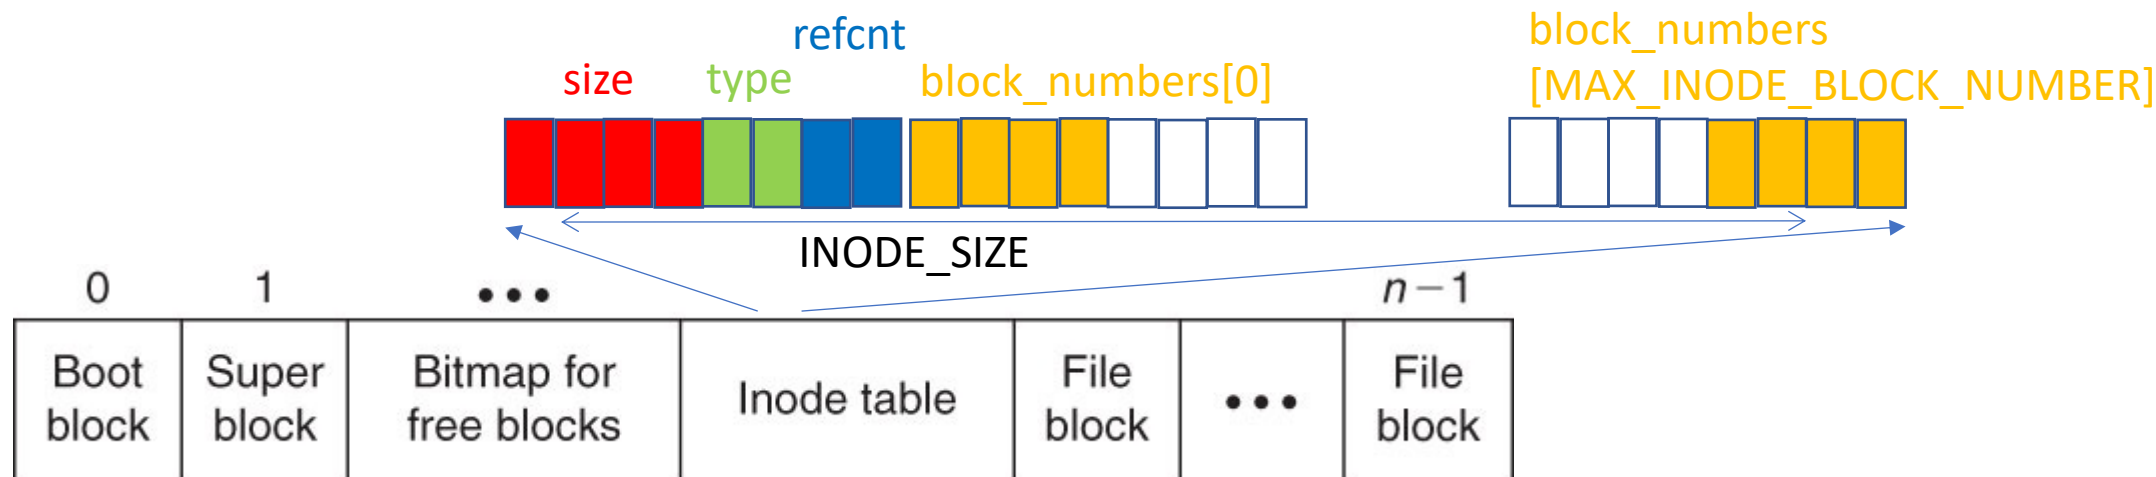 refcnt
block_numbers
size
type
block_numbers[0]
[MAX_INODE_BLOCK_NUMBER]
INODE_SIZE
0
1
•••
n−1
Boot
block
Super
block
Bitmap for
free blocks
Inode table
File
block
•••
File
block